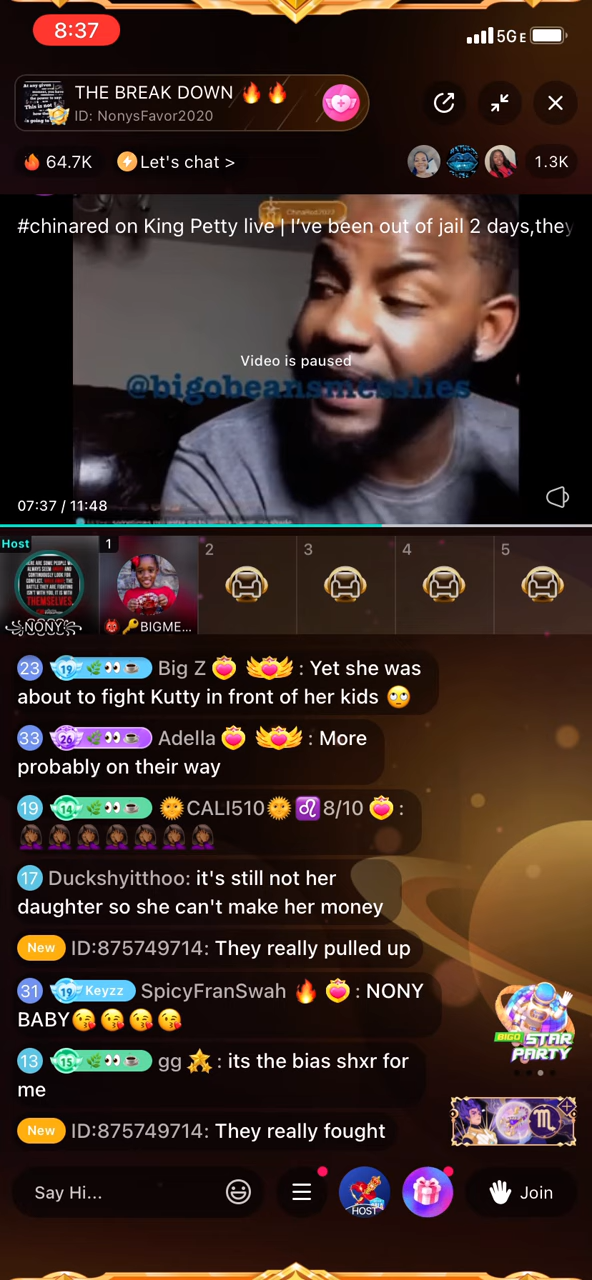 8:37
5G E
THE BREAK DOWN 🔥🔥
ID: NonysFavor2020
🔥 64.7K
Let's chat >
1.3K
#chinared on King Petty live | I've been out of jail 2 days,they
Video is paused
@bigobeansmesslies
07:37 / 11:48
Host
1
2
3
4
5
THEMSELVES.
NONY
👹🔑BIGME...
23 19 🌿👀☕ Big Z : Yet she was
about to fight Kutty in front of her kids 🙄
33 26 🌿👀☕ Adella : More
probably on their way
19 14 🌿👀☕ 🌞CALI510🌞♌8/10 :
🤦🏾‍♀️🤦🏾‍♀️🤦🏾‍♀️🤦🏾‍♀️🤦🏾‍♀️🤦🏾‍♀️🤦🏾‍♀️
17 Duckshyitthoo: it's still not her
daughter so she can't make her money
New ID:875749714: They really pulled up
31 19 Keyzz SpicyFranSwah 🔥 : NONY
BABY😘😘😘😘
13 15 🌿👀☕ gg : its the bias shxr for
me
New ID:875749714: They really fought
BIGO STAR
PARTY
Say Hi...
HOST
Join